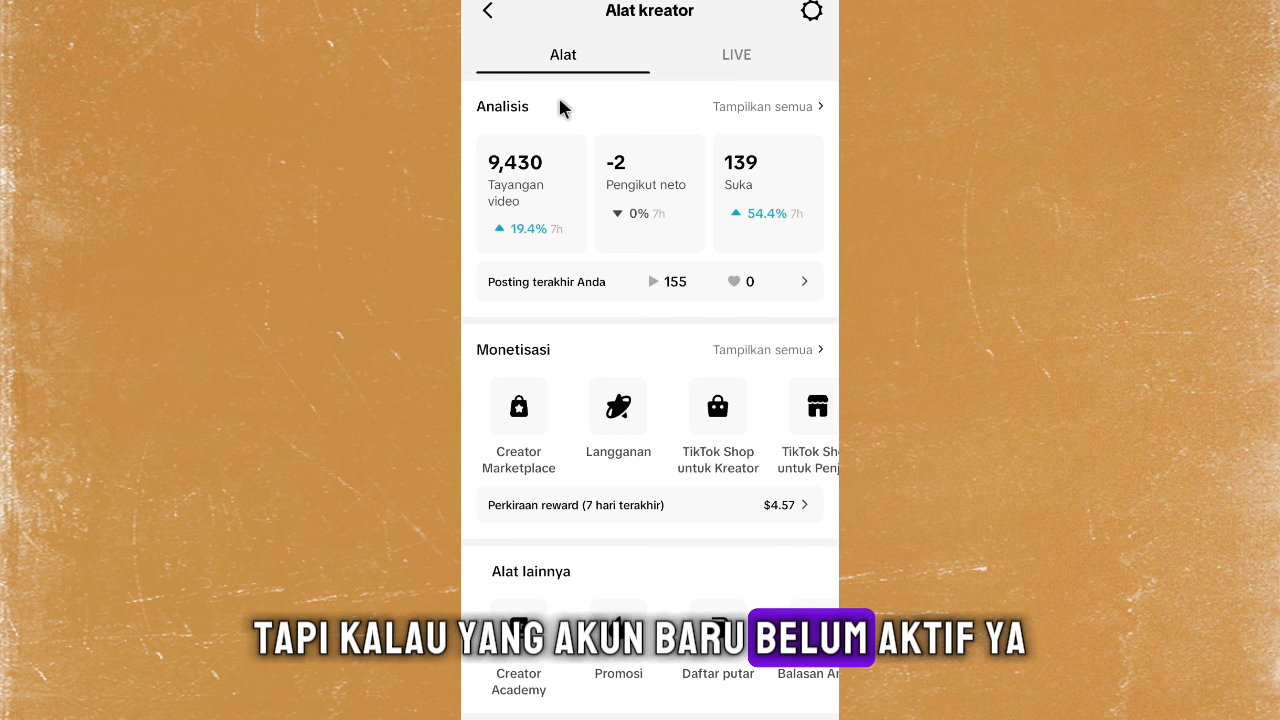 Alat kreator
Alat
LIVE
Analisis
Tampilkan semua
9,430
Tayangan
video
19.4% 7h
-2
Pengikut neto
0% 7h
139
Suka
54.4% 7h
Posting terakhir Anda
155
0
Monetisasi
Tampilkan semua
Creator
Marketplace
Langganan
TikTok Shop
untuk Kreator
TikTok Sh
untuk Penj
Perkiraan reward (7 hari terakhir)
$4.57
Alat lainnya
TAPI KALAU YANG AKUN BARU BELUM AKTIF YA
Creator
Academy
Promosi
Daftar putar
Balasan